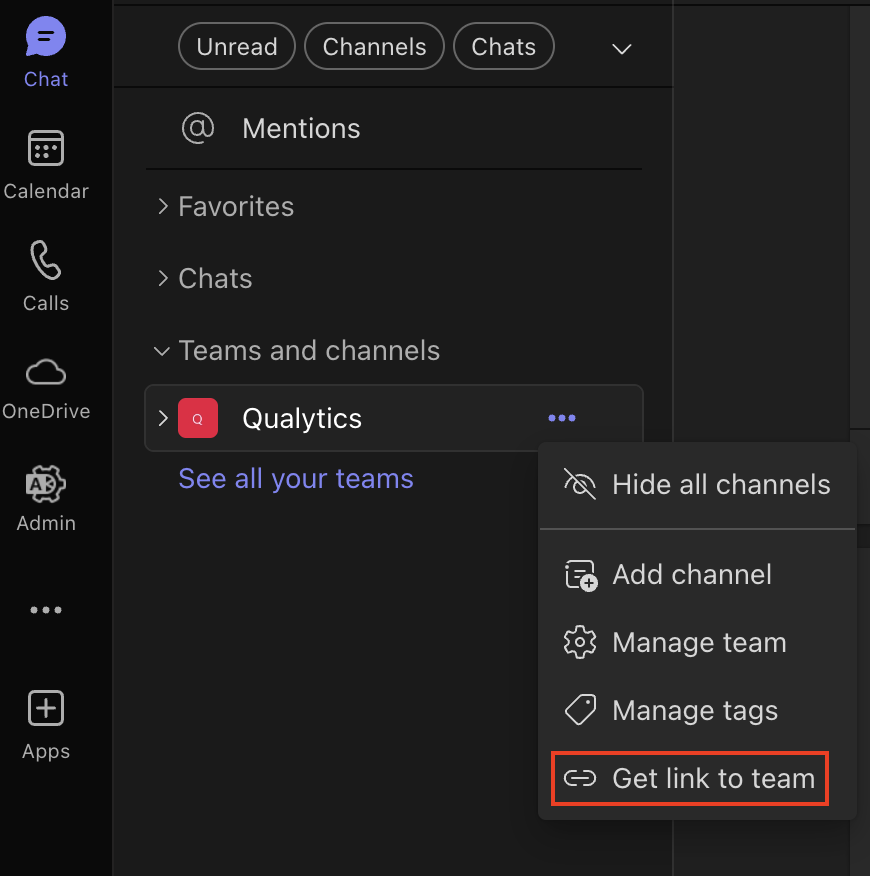 Chat
Calendar
Calls
OneDrive
Admin
Apps
Unread
Channels
Chats
@ Mentions
Favorites
Chats
Teams and channels
Q Qualytics
See all your teams
Hide all channels
Add channel
Manage team
Manage tags
Get link to team